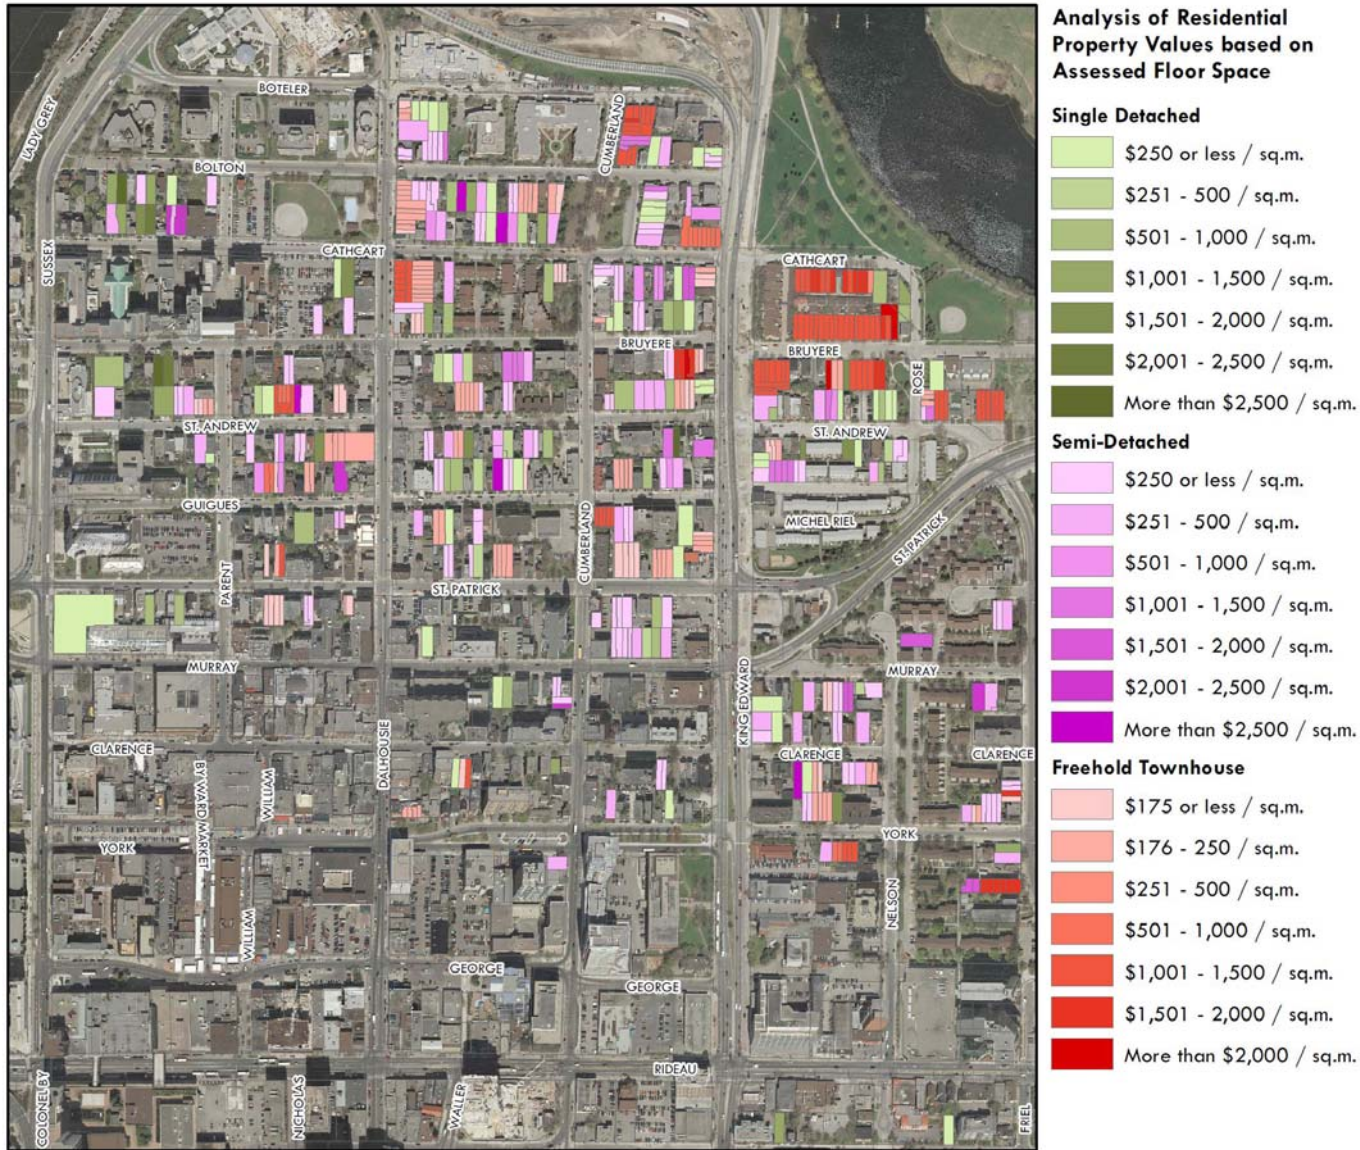 Analysis of Residential
Property Values based on
Assessed Floor Space
Single Detached
$250 or less / sq.m.
$251 - 500 / sq.m.
$501 - 1,000 / sq.m.
$1,001 - 1,500 / sq.m.
$1,501 - 2,000 / sq.m.
$2,001 - 2,500 / sq.m.
More than $2,500 / sq.m.
Semi-Detached
$250 or less / sq.m.
$251 - 500 / sq.m.
$501 - 1,000 / sq.m.
$1,001 - 1,500 / sq.m.
$1,501 - 2,000 / sq.m.
$2,001 - 2,500 / sq.m.
More than $2,500 / sq.m.
Freehold Townhouse
$175 or less / sq.m.
$176 - 250 / sq.m.
$251 - 500 / sq.m.
$501 - 1,000 / sq.m.
$1,001 - 1,500 / sq.m.
$1,501 - 2,000 / sq.m.
More than $2,000 / sq.m.
BOTELER
LADY GREY
CUMBERLAND
BOLTON
SUSSEX
CATHCART
CATHCART
BRUYERE
BRUYERE
ROSE
ST. ANDREW
ST. ANDREW
GUIGUES
CUMBERLAND
MICHEL RIEL
ST. PATRICK
PARENT
ST. PATRICK
MURRAY
MURRAY
KING EDWARD
DALHOUSIE
CLARENCE
CLARENCE
CLARENCE
BYWARD MARKET
WILLIAM
YORK
YORK
NELSON
WILLIAM
GEORGE
GEORGE
RIDEAU
COLONEL BY
NICHOLAS
WALLER
FRIEL